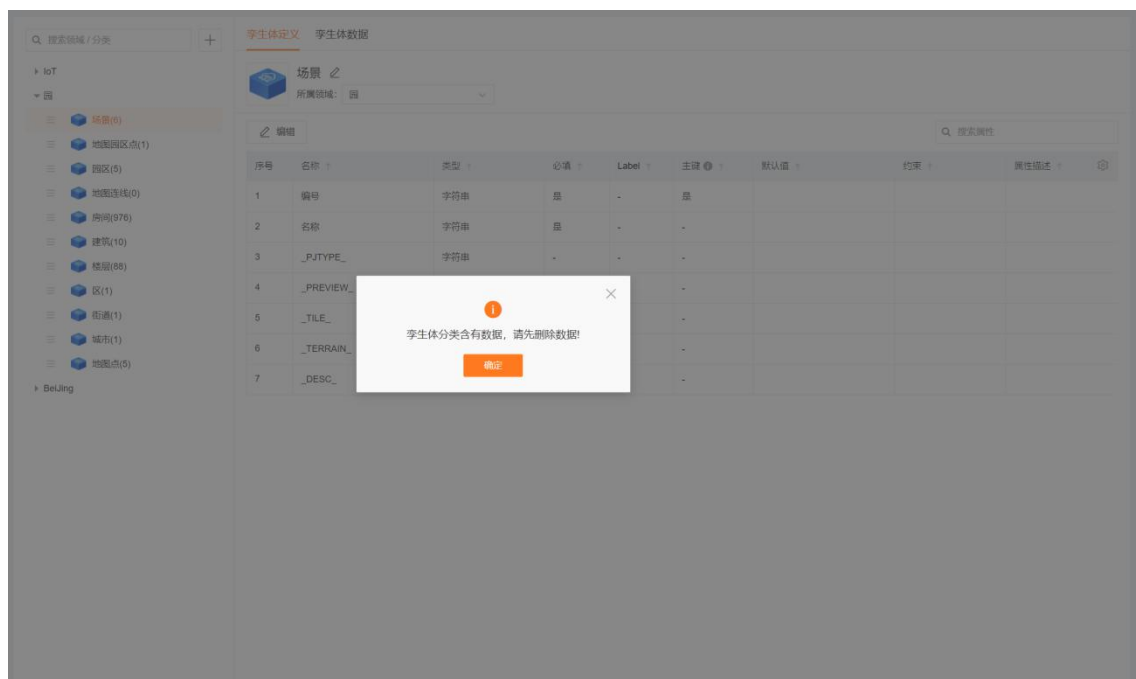 搜索领域 / 分类
孪生体定义 孪生体数据
IoT
园
场景(6)
地图园区点(1)
园区(5)
地图连线(0)
房间(976)
建筑(10)
楼层(88)
区(1)
街道(1)
城市(1)
地图点(5)
BeiJing
场景
所属领域: 园
编辑
搜索属性
序号 名称 类型 必填 Label 主键 默认值 约束 属性描述
1 编号 字符串 是 - 是
2 名称 字符串 是 - -
3 _PJTYPE_ 字符串 - - -
4 _PREVIEW_ -
5 _TILE_ -
6 _TERRAIN_ -
7 _DESC_ -
孪生体分类含有数据，请先删除数据!
确定